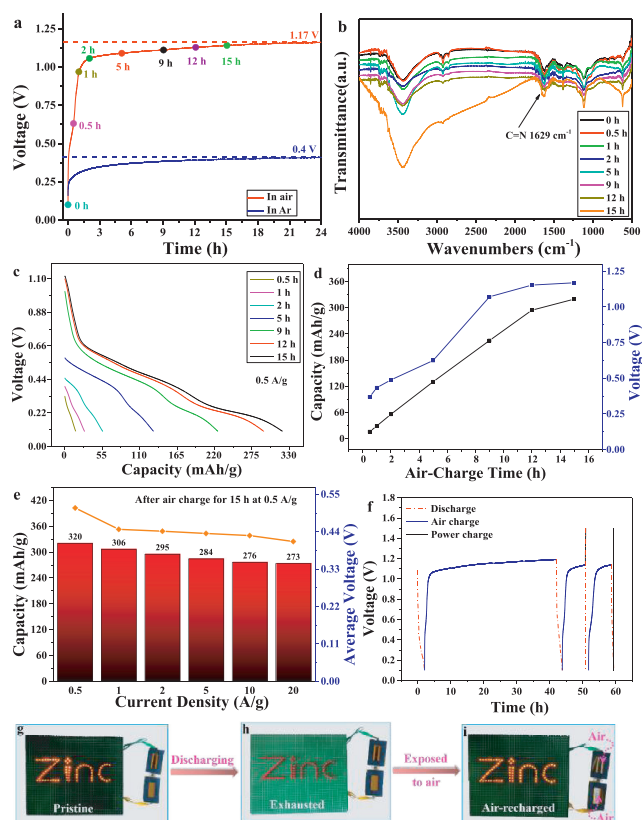 a
1.25
1.00
0.75
0.50
0.25
0.00
Voltage (V)
1.17 V
2 h
1 h
5 h
9 h
12 h
15 h
0.5 h
0.4 V
0 h
In air
In Ar
0 3 6 9 12 15 18 21 24
Time (h)
b
Transmittance(a.u.)
C=N 1629 cm-1
0 h
0.5 h
1 h
2 h
5 h
9 h
12 h
15 h
4000 3500 3000 2500 2000 1500 1000 500
Wavenumbers (cm-1)
c
1.10
0.88
0.66
0.44
0.22
0.00
Voltage (V)
0.5 h
1 h
2 h
5 h
9 h
12 h
15 h
0.5 A/g
0 55 110 165 220 275 330
Capacity (mAh/g)
d
360
300
240
180
120
60
0
Capacity (mAh/g)
1.25
1.00
0.75
0.50
0.25
0.00
Voltage (V)
0 2 4 6 8 10 12 14 16
Air-Charge Time (h)
e
After air charge for 15 h at 0.5 A/g
420
360
300
240
180
120
60
0
Capacity (mAh/g)
320
306
295
284
276
273
0.55
0.44
0.33
0.22
0.11
0.00
Average Voltage (V)
0.5 1 2 5 10 20
Current Density (A/g)
f
1.8
1.6
1.4
1.2
1.0
0.8
0.6
0.4
0.2
0.0
Voltage (V)
Discharge
Air charge
Power charge
0 10 20 30 40 50 60
Time (h)
g
Zinc
Pristine
Discharging
h
Zinc
Exhausted
Exposed
to air
i
Zinc
Air
Air
Air-recharged